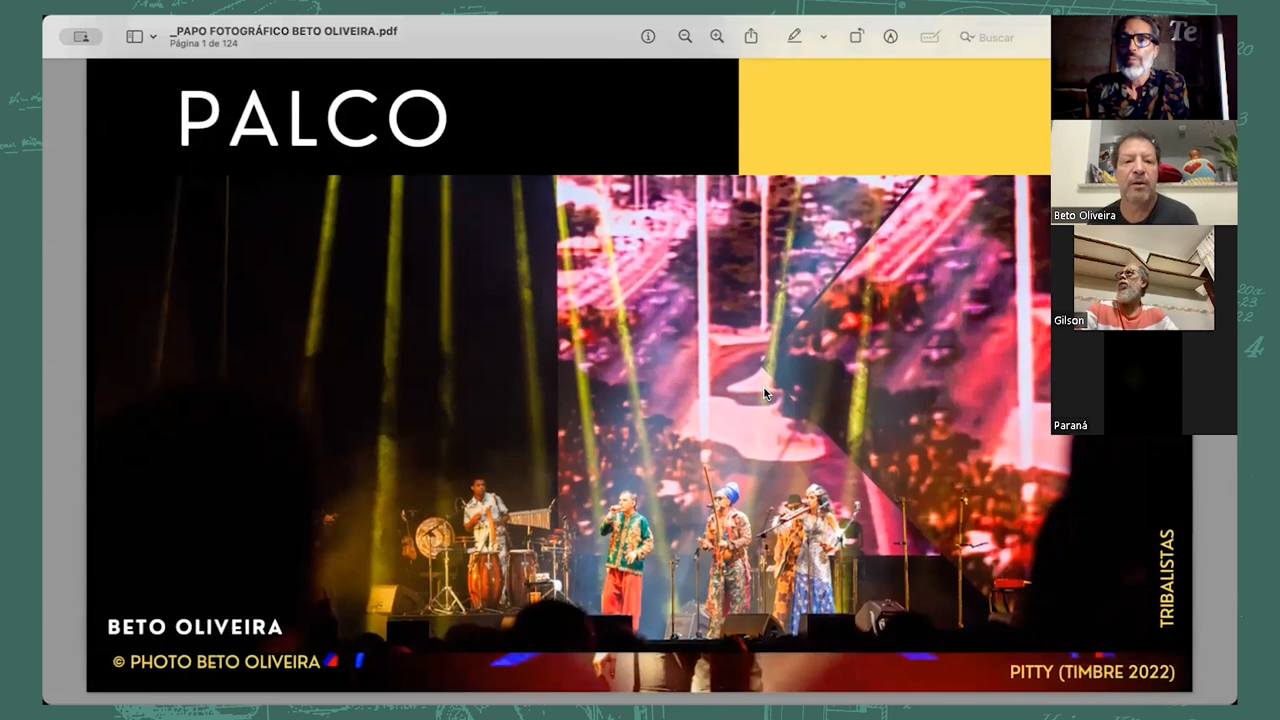 _PAPO FOTOGRÁFICO BETO OLIVEIRA.pdf
Página 1 de 124
Buscar
Te
PALCO
Beto Oliveira
Gilson
Paraná
TRIBALISTAS
BETO OLIVEIRA
© PHOTO BETO OLIVEIRA
PITTY (TIMBRE 2022)